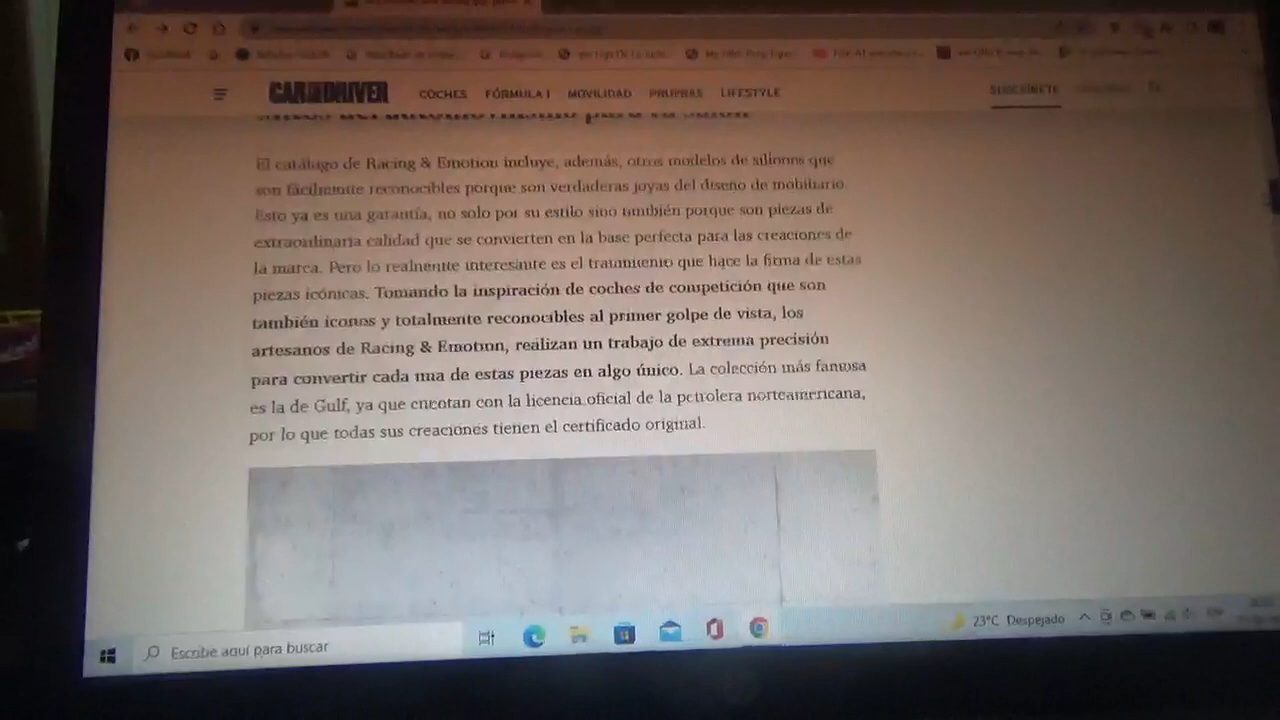 CAR AND DRIVER COCHES FÓRMULA 1 MOVILIDAD PRUEBAS LIFESTYLE SUSCRÍBETE
El catálago de Racing & Emotion incluye, además, otros modelos de sillones que
son fácilmente reconocibles porque son verdaderas joyas del diseño de mobiliario.
Esto ya es una garantía, no solo por su estilo sino también porque son piezas de
extraordinaria calidad que se convierten en la base perfecta para las creaciones de
la marca. Pero lo realmente interesante es el tratamiento que hace la firma de estas
piezas icónicas. Tomando la inspiración de coches de competición que son
también iconos y totalmente reconocibles al primer golpe de vista, los
artesanos de Racing & Emotion, realizan un trabajo de extrema precisión
para convertir cada una de estas piezas en algo único. La colección más famosa
es la de Gulf, ya que cuentan con la licencia oficial de la petrolera norteamericana,
por lo que todas sus creaciones tienen el certificado original.
Escribe aquí para buscar
23°C Despejado